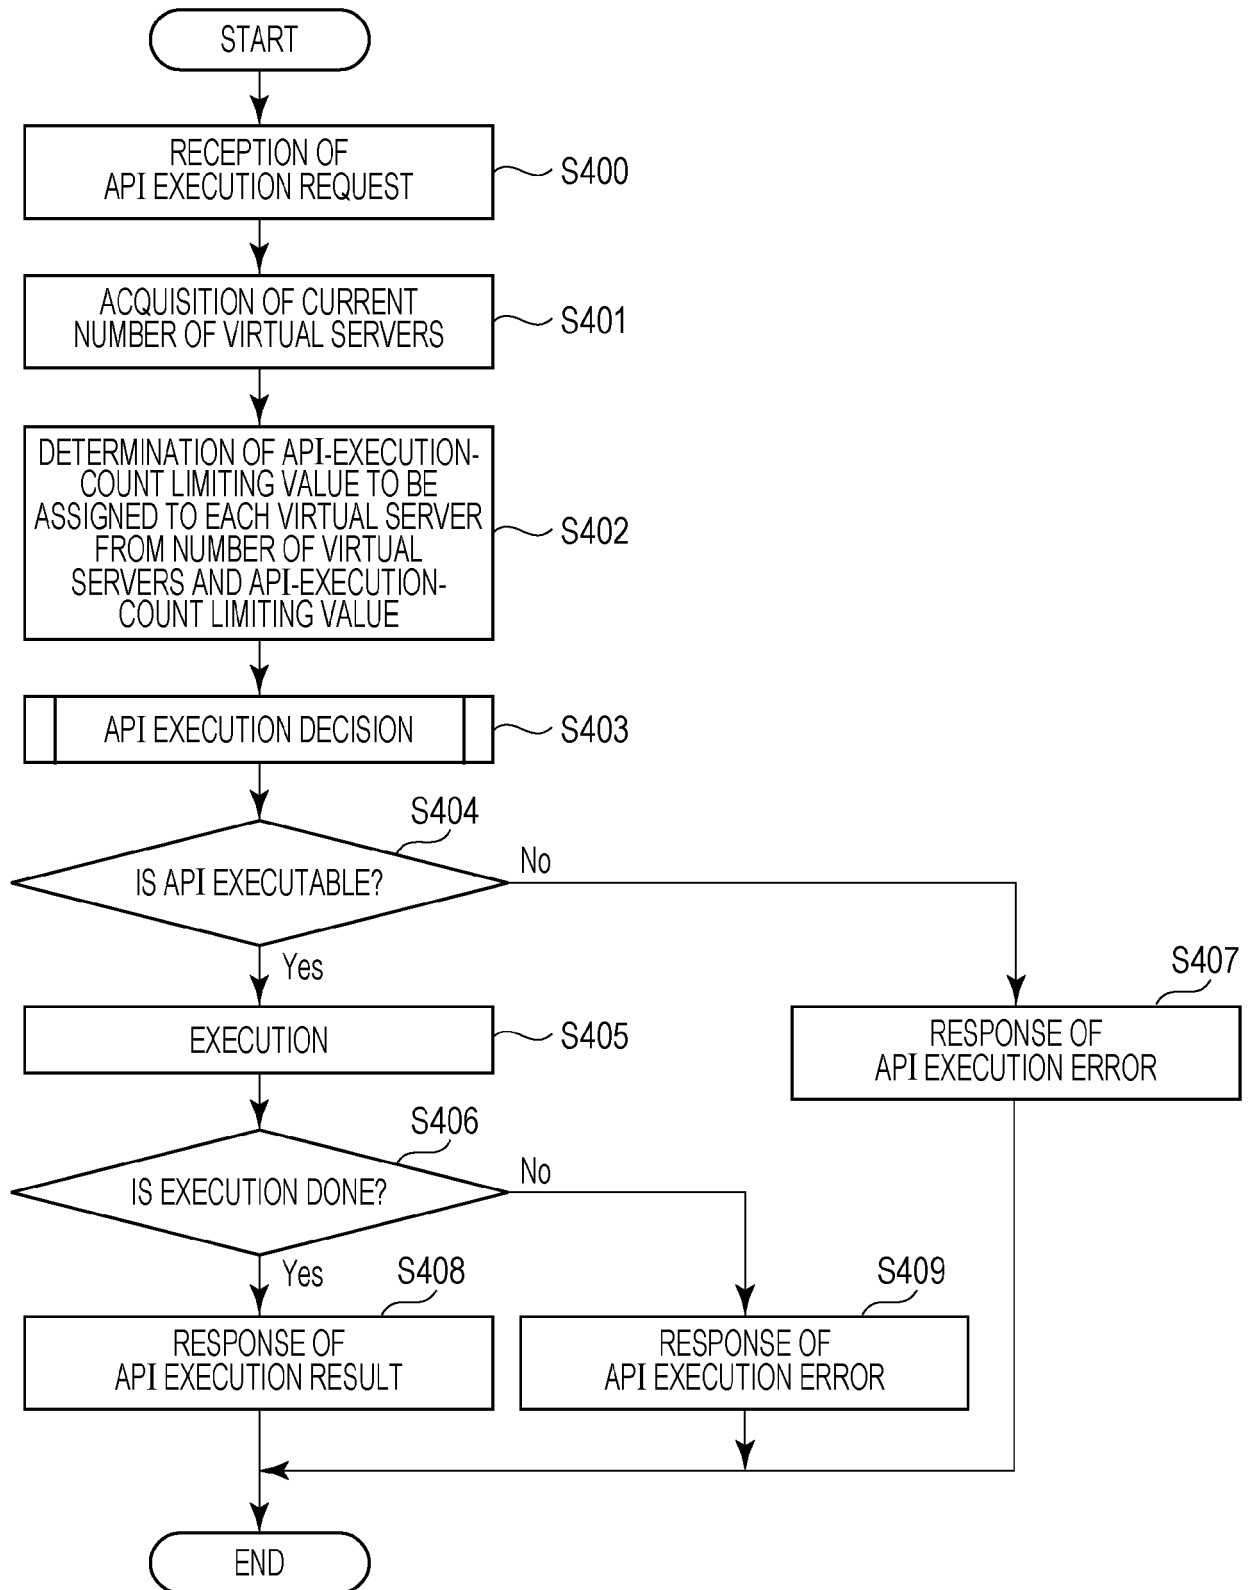 START
RECEPTION OF
API EXECUTION REQUEST
S400
ACQUISITION OF CURRENT
NUMBER OF VIRTUAL SERVERS
S401
DETERMINATION OF API-EXECUTION-
COUNT LIMITING VALUE TO BE
ASSIGNED TO EACH VIRTUAL SERVER
FROM NUMBER OF VIRTUAL
SERVERS AND API-EXECUTION-
COUNT LIMITING VALUE
S402
API EXECUTION DECISION
S403
S404
IS API EXECUTABLE?
No
Yes
S407
RESPONSE OF
API EXECUTION ERROR
EXECUTION
S405
S406
IS EXECUTION DONE?
No
Yes
S408
RESPONSE OF
API EXECUTION RESULT
S409
RESPONSE OF
API EXECUTION ERROR
END